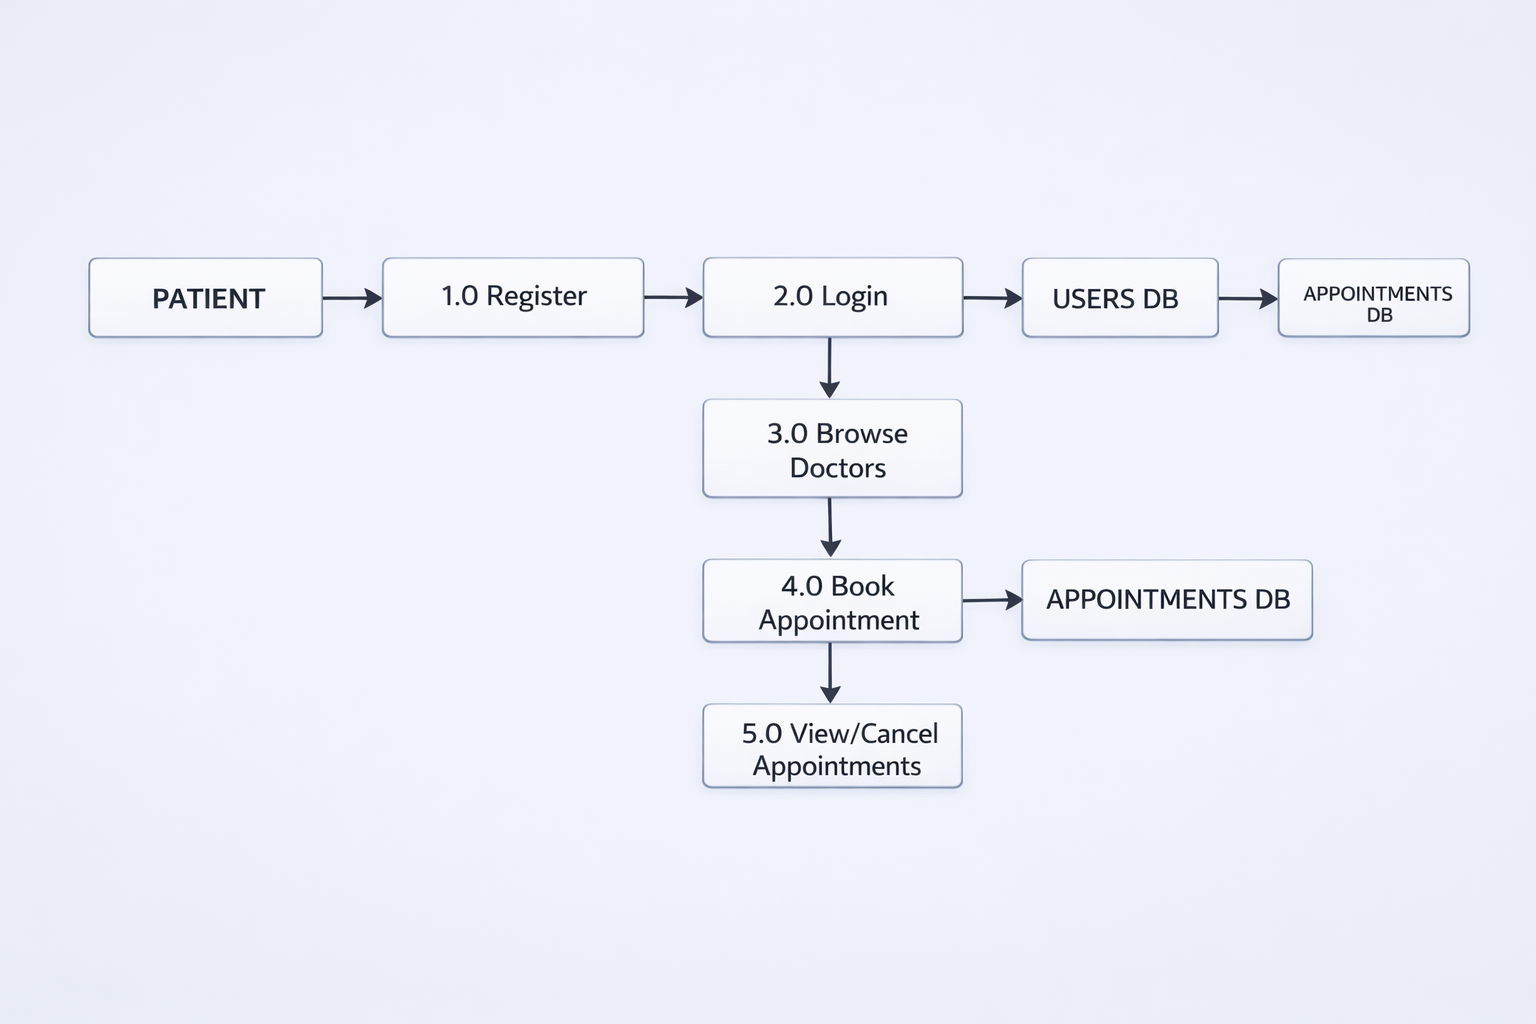 PATIENT
1.0 Register
2.0 Login
USERS DB
APPOINTMENTS
DB
3.0 Browse
Doctors
4.0 Book
Appointment
APPOINTMENTS DB
5.0 View/Cancel
Appointments